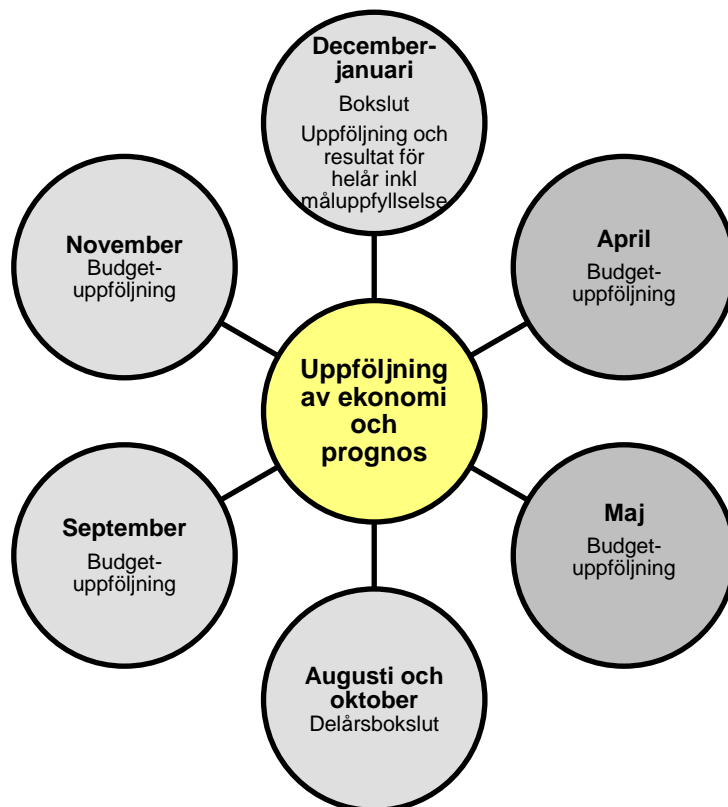 December-
januari
Bokslut
Uppföljning och
resultat för
helår inkl
måluppfyllselse
November
Budget-
uppföljning
April
Budget-
uppföljning
Uppföljning
av ekonomi
och
prognos
September
Budget-
uppföljning
Maj
Budget-
uppföljning
Augusti och
oktober
Delårsbokslut